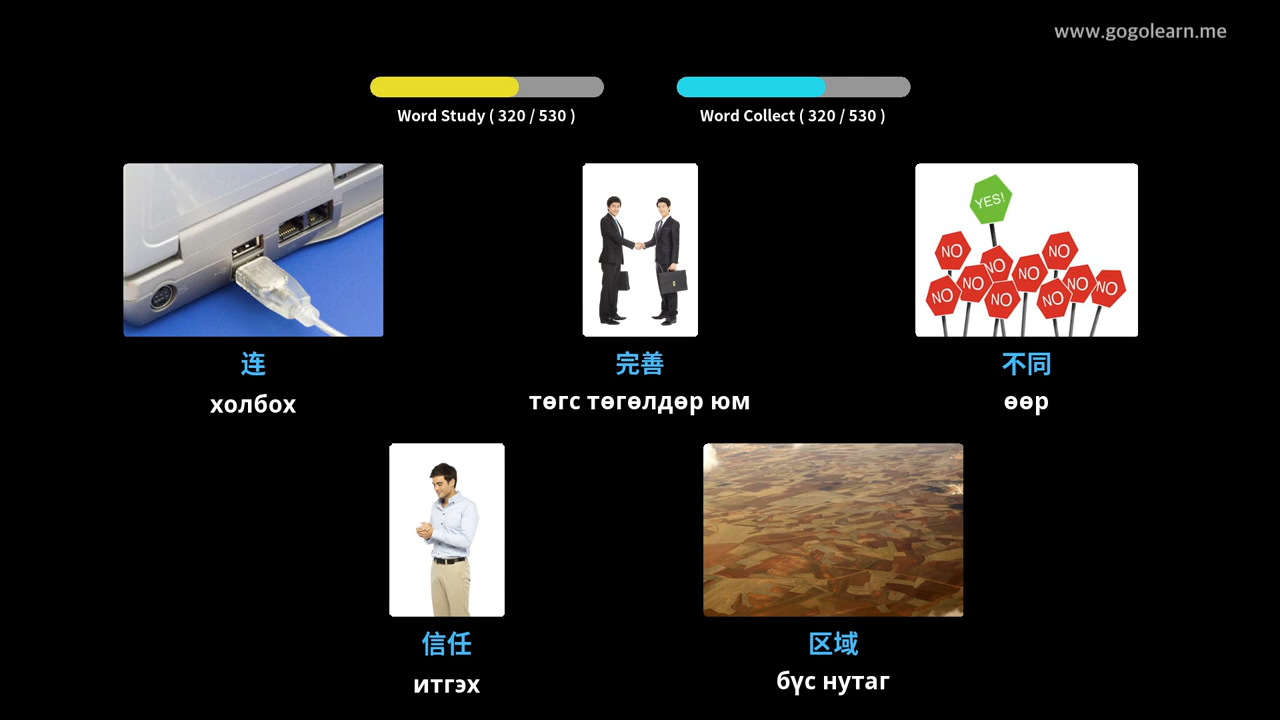 www.gogolearn.me
Word Study ( 320 / 530 )
Word Collect ( 320 / 530 )
YES!
NO
NO
NO
NO
NO
NO
NO
NO
NO
NO
连
完善
不同
холбох
төгс төгөлдөр юм
өөр
信任
区域
итгэх
бүс нутаг